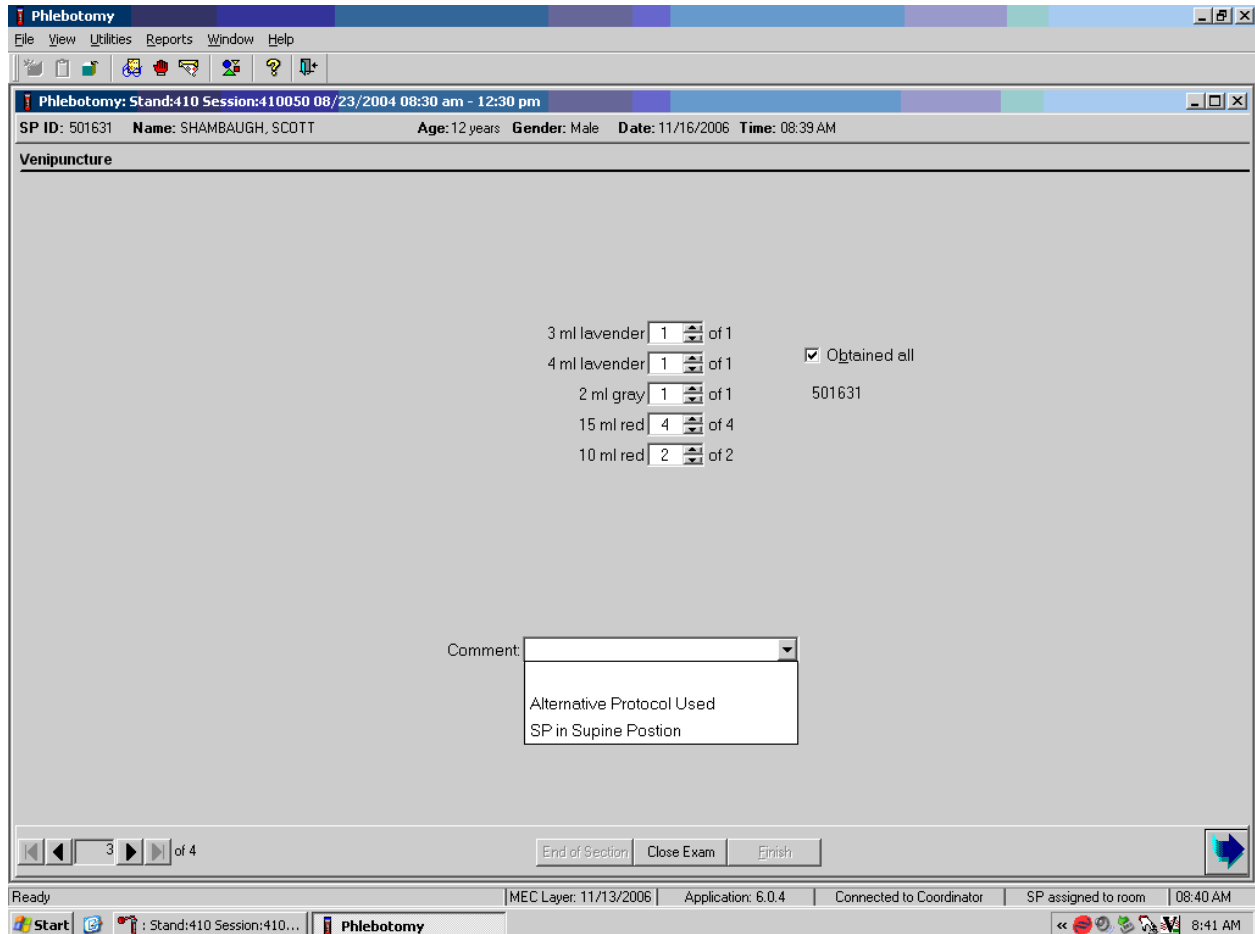 Phlebotomy
File View Utilities Reports Window Help
Phlebotomy: Stand:410 Session:410050 08/23/2004 08:30 am - 12:30 pm
SP ID: 501631 Name: SHAMBAUGH, SCOTT Age: 12 years Gender: Male Date: 11/16/2006 Time: 08:39 AM
Venipuncture
3 ml lavender 1 of 1
4 ml lavender 1 of 1
Obtained all
2 ml gray 1 of 1
501631
15 ml red 4 of 4
10 ml red 2 of 2
Comment:
Alternative Protocol Used
SP in Supine Postion
3 of 4 End of Section Close Exam Finish
Ready MEC Layer: 11/13/2006 Application: 6.0.4 Connected to Coordinator SP assigned to room 08:40 AM
Start : Stand:410 Session:410... Phlebotomy « 8:41 AM